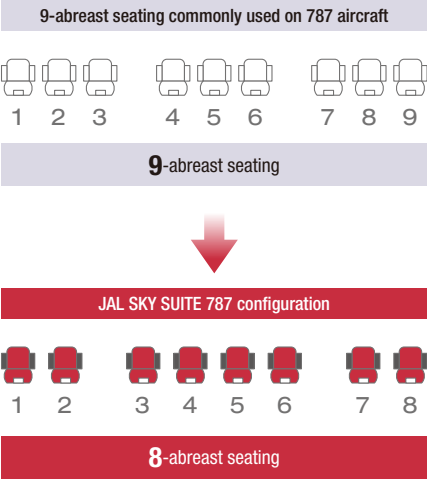 9-abreast seating commonly used on 787 aircraft
1 2 3 4 5 6 7 8 9
9-abreast seating
JAL SKY SUITE 787 configuration
1 2 3 4 5 6 7 8
8-abreast seating